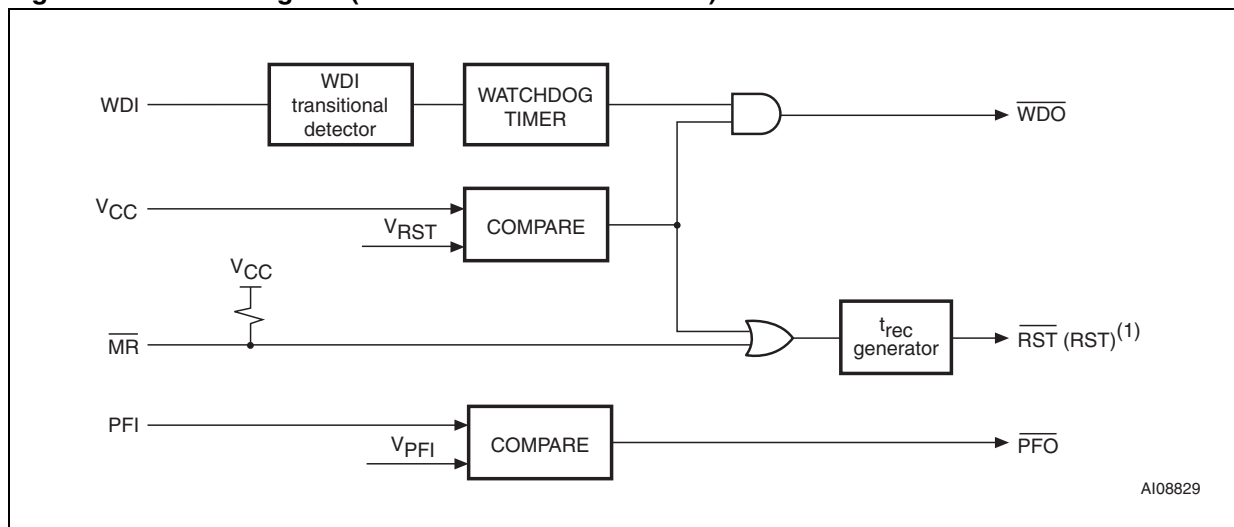 WDI
WDI
transitional
detector
WATCHDOG
TIMER
WDO
VCC
VRST
COMPARE
VCC
MR
trec
generator
RST (RST)(1)
PFI
VPFI
COMPARE
PFO
AI08829